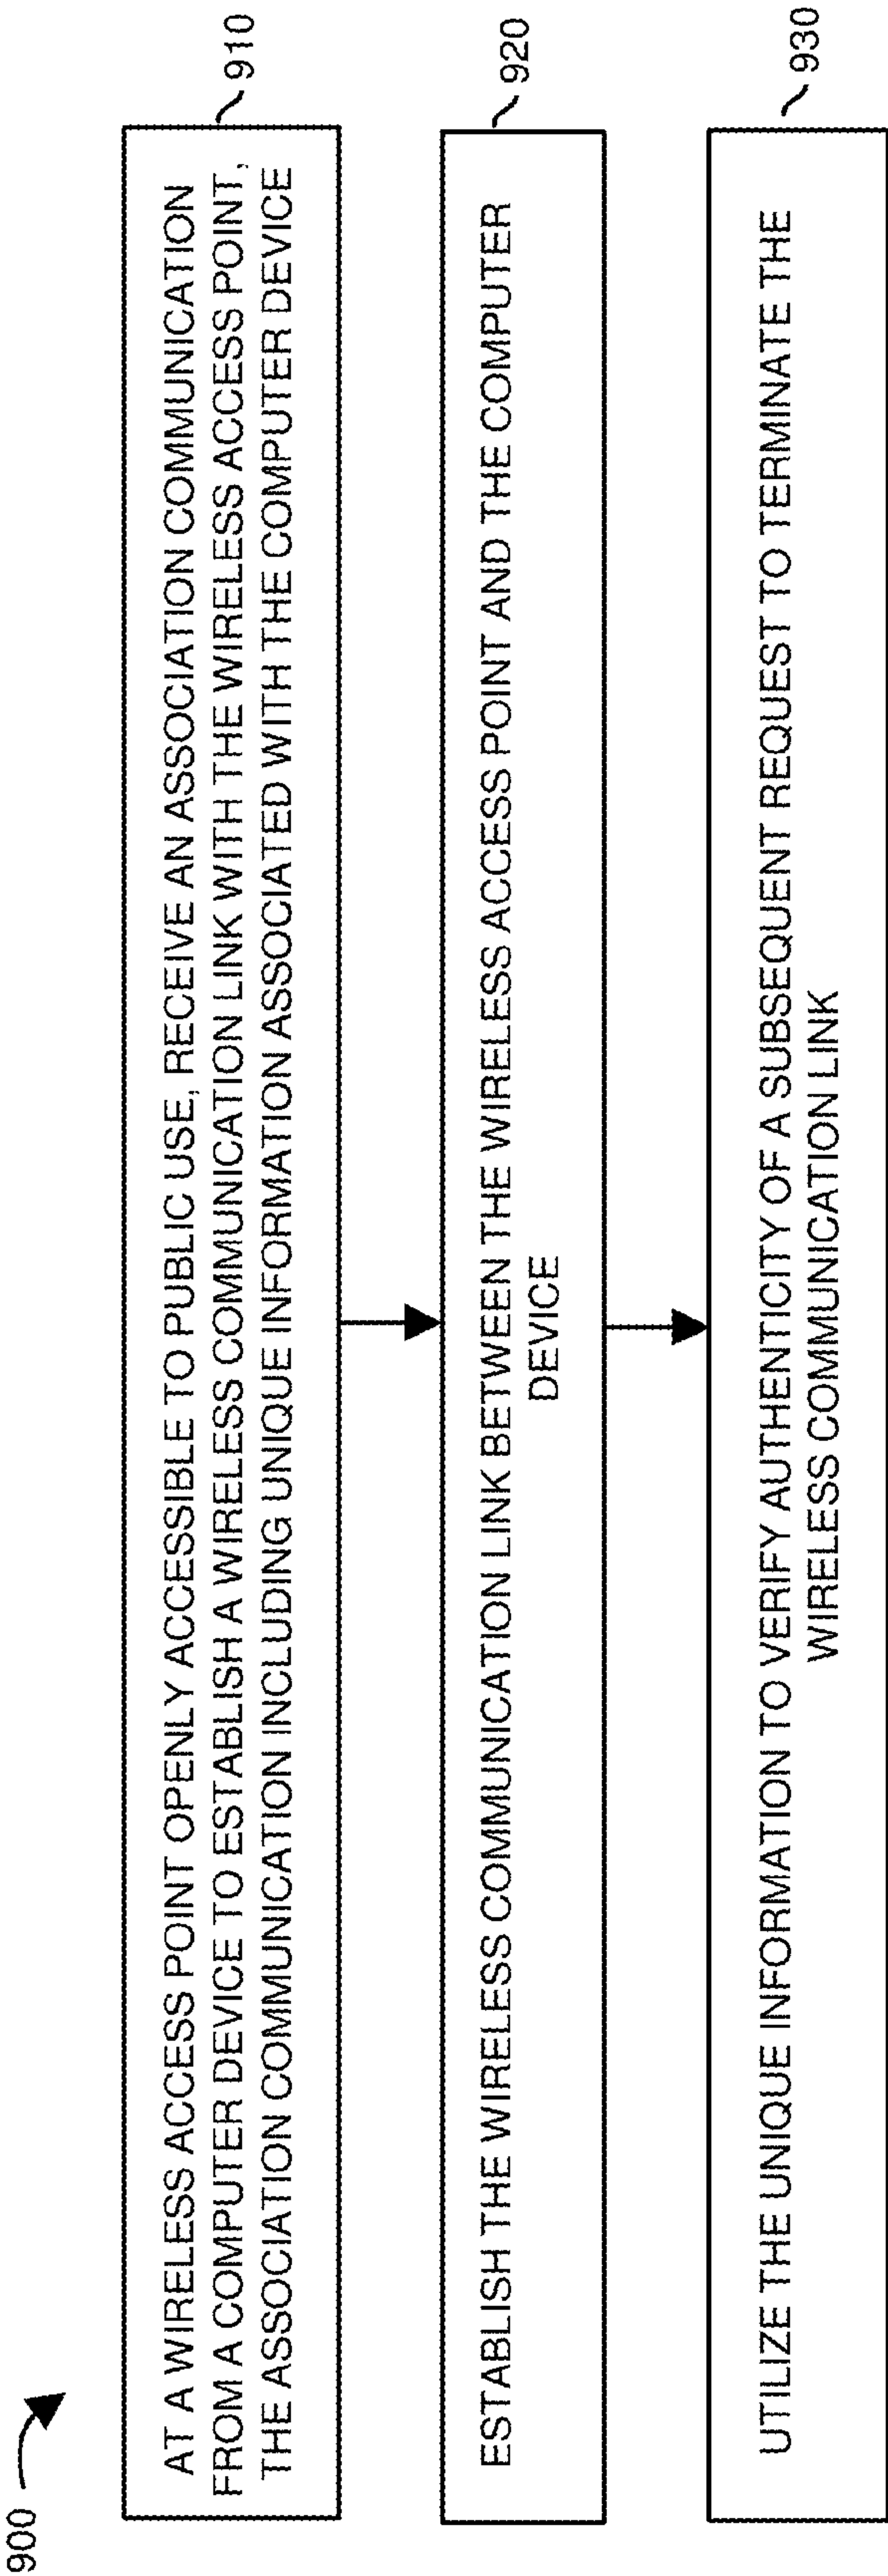 900
AT A WIRELESS ACCESS POINT OPENLY ACCESSIBLE TO PUBLIC USE, RECEIVE AN ASSOCIATION COMMUNICATION
FROM A COMPUTER DEVICE TO ESTABLISH A WIRELESS COMMUNICATION LINK WITH THE WIRELESS ACCESS POINT,
THE ASSOCIATION COMMUNICATION INCLUDING UNIQUE INFORMATION ASSOCIATED WITH THE COMPUTER DEVICE
910
ESTABLISH THE WIRELESS COMMUNICATION LINK BETWEEN THE WIRELESS ACCESS POINT AND THE COMPUTER
DEVICE
920
UTILIZE THE UNIQUE INFORMATION TO VERIFY AUTHENTICITY OF A SUBSEQUENT REQUEST TO TERMINATE THE
WIRELESS COMMUNICATION LINK
930